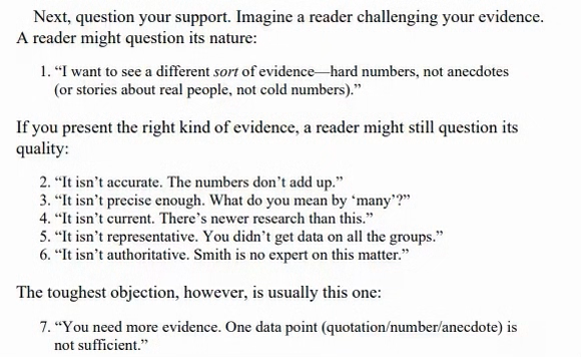 Next, question your support. Imagine a reader challenging your evidence.
A reader might question its nature:
1. “I want to see a different sort of evidence—hard numbers, not anecdotes
(or stories about real people, not cold numbers).”
If you present the right kind of evidence, a reader might still question its
quality:
2. “It isn’t accurate. The numbers don’t add up.”
3. “It isn’t precise enough. What do you mean by ‘many’?”
4. “It isn’t current. There’s newer research than this.”
5. “It isn’t representative. You didn’t get data on all the groups.”
6. “It isn’t authoritative. Smith is no expert on this matter.”
The toughest objection, however, is usually this one:
7. “You need more evidence. One data point (quotation/number/anecdote) is
not sufficient.”